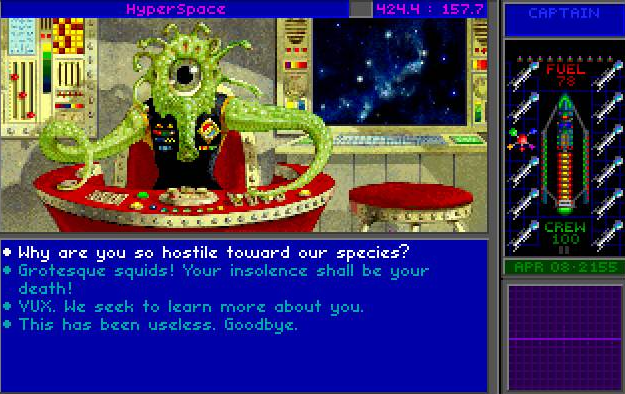 HyperSpace
424.4 : 157.7
CAPTAIN
FUEL
78
CREW
100
APR 08·2155
• Why are you so hostile toward our species?
• Grotesque squids! Your insolence shall be your
death!
• VUX. We seek to learn more about you.
• This has been useless. Goodbye.